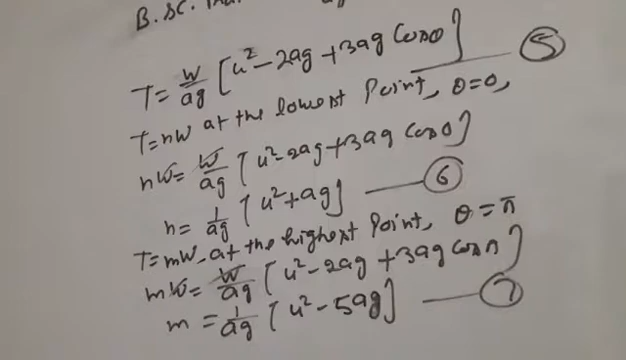 B.SC.
T = W/ag [u² - 2ag + 3ag Cosθ] — (5)
T = nW at the lowest Point, θ = 0,
nW = W/ag [u² - 2ag + 3ag cos0]
n = 1/ag [u² + ag] — (6)
T = mW at the highest Point, θ = π
mW = W/ag [u² - 2ag + 3ag cosπ]
m = 1/ag [u² - 5ag] — (7)